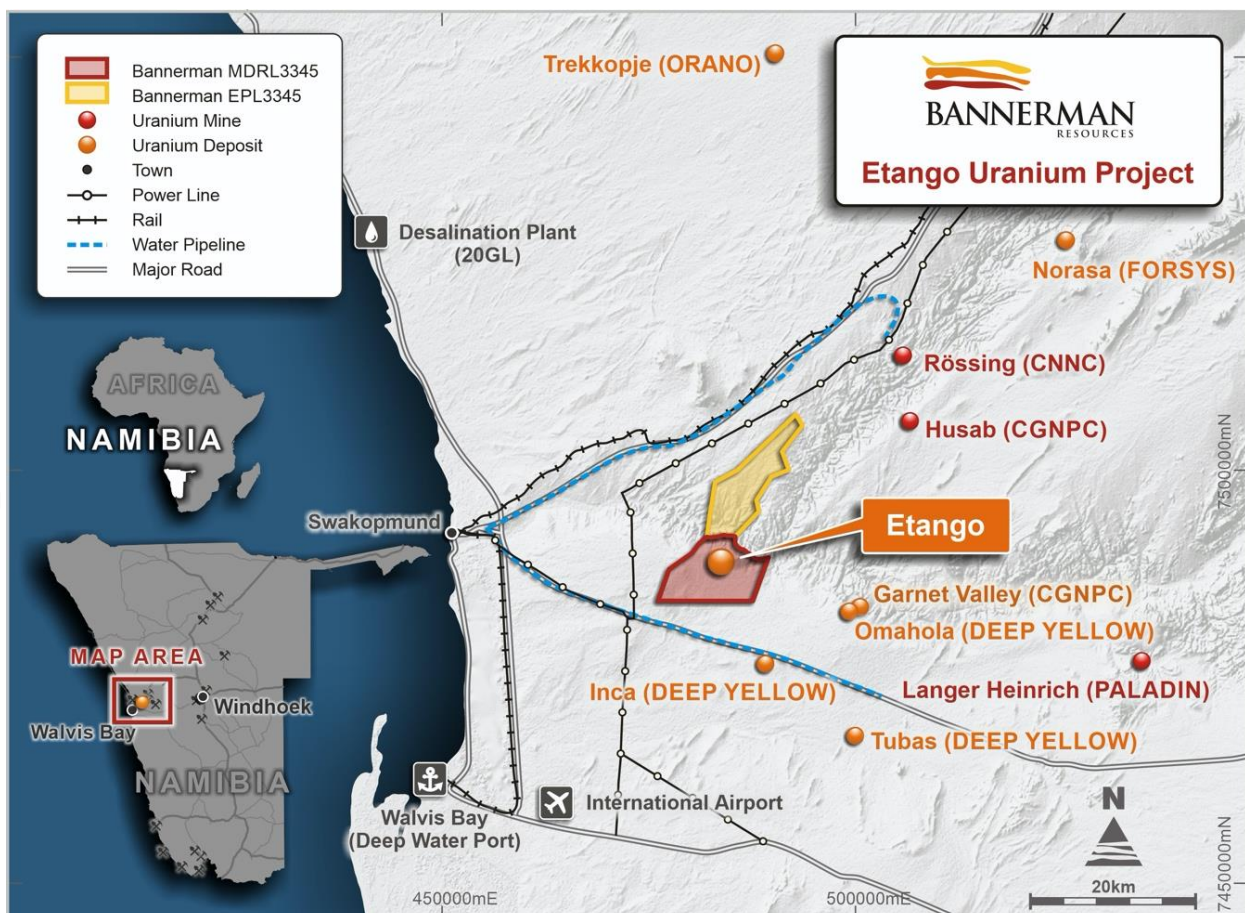 Bannerman MDRL3345
Bannerman EPL3345
Uranium Mine
Uranium Deposit
Town
Power Line
Rail
Water Pipeline
Major Road
Trekkopje (ORANO)
BANNERMAN
RESOURCES
Etango Uranium Project
Desalination Plant
(20GL)
Norasa (FORSYS)
Rössing (CNNC)
Husab (CGNPC)
AFRICA
NAMIBIA
7500000mN
Swakopmund
Etango
Garnet Valley (CGNPC)
Omahola (DEEP YELLOW)
MAP AREA
Inca (DEEP YELLOW)
Langer Heinrich (PALADIN)
Windhoek
Walvis Bay
Tubas (DEEP YELLOW)
NAMIBIA
Walvis Bay
(Deep Water Port)
International Airport
N
20km
450000mE
500000mE
7450000mN